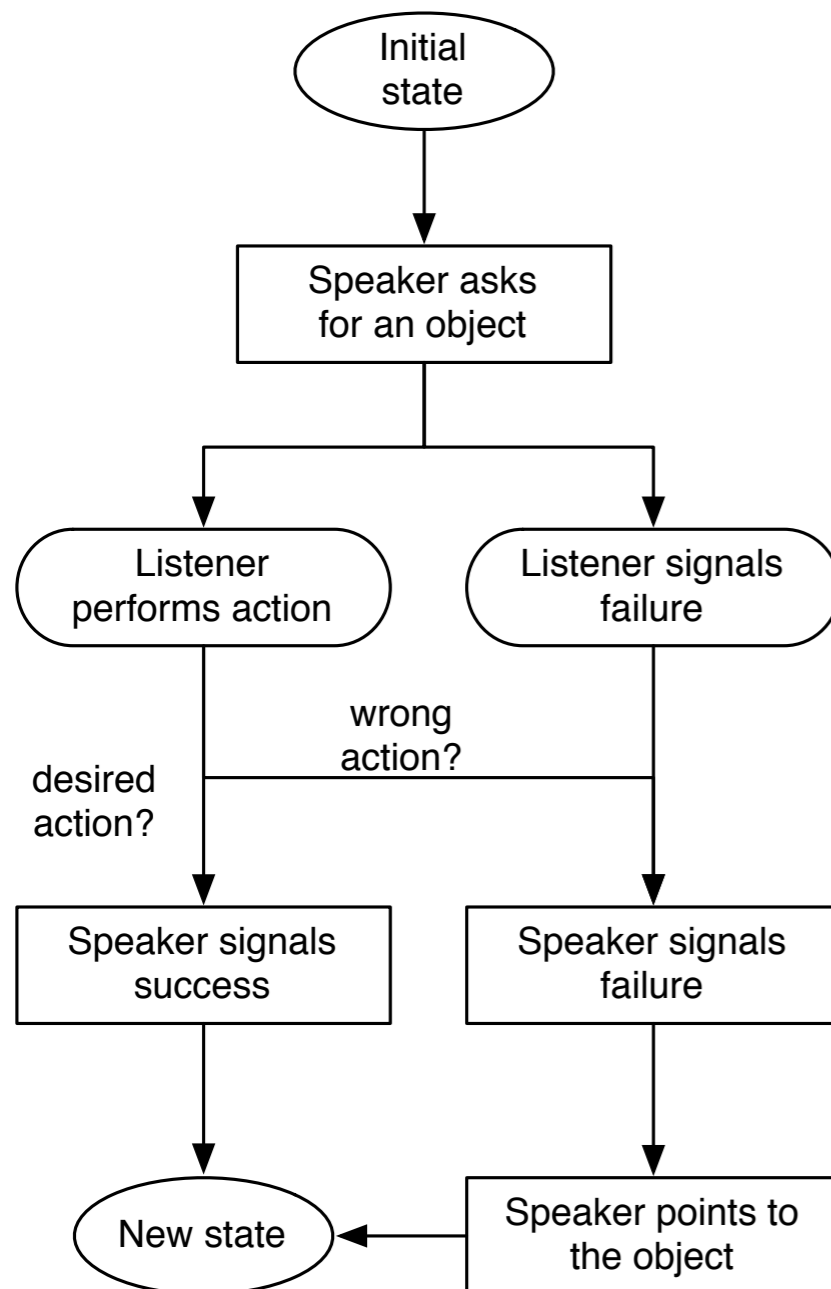 Initial
state
Speaker asks
for an object
Listener
performs action
Listener signals
failure
wrong
action?
desired
action?
Speaker signals
success
Speaker signals
failure
New state
Speaker points to
the object